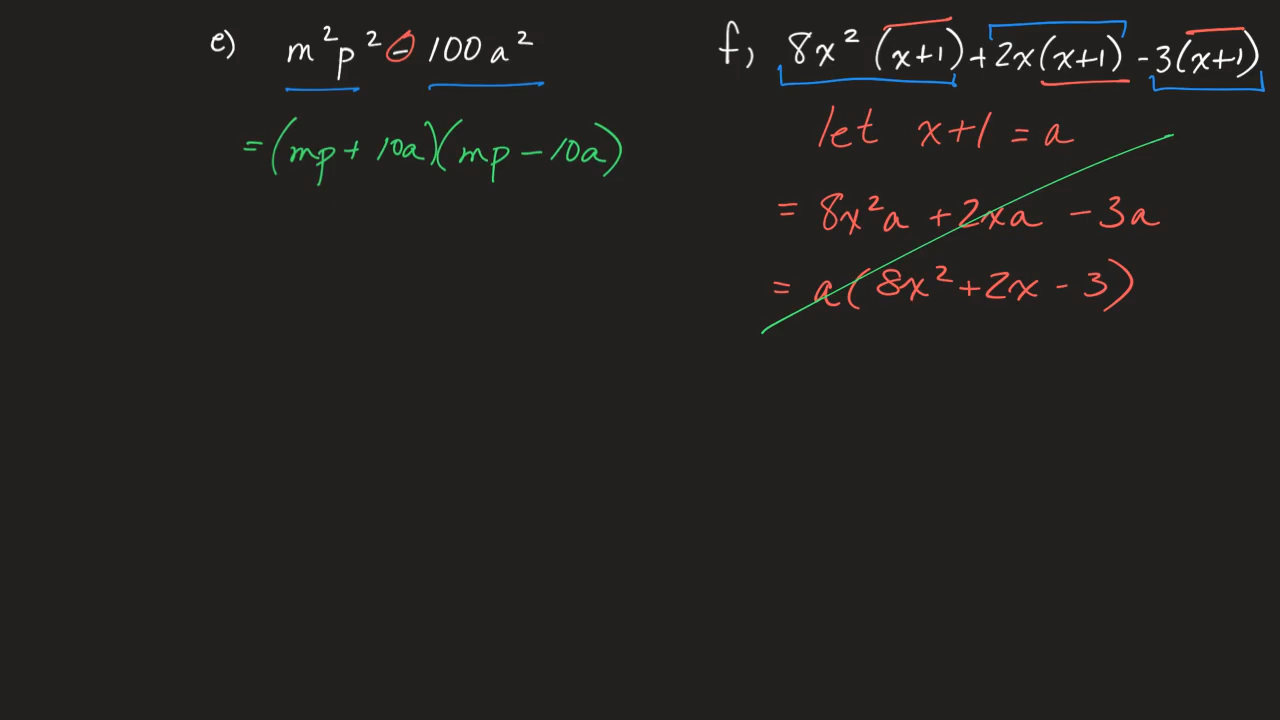 e) m²p² - 100a²
= (mp + 10a)(mp - 10a)
f) 8x²(x+1) + 2x(x+1) - 3(x+1)
let x+1 = a
= 8x²a + 2xa - 3a
= a(8x² + 2x - 3)